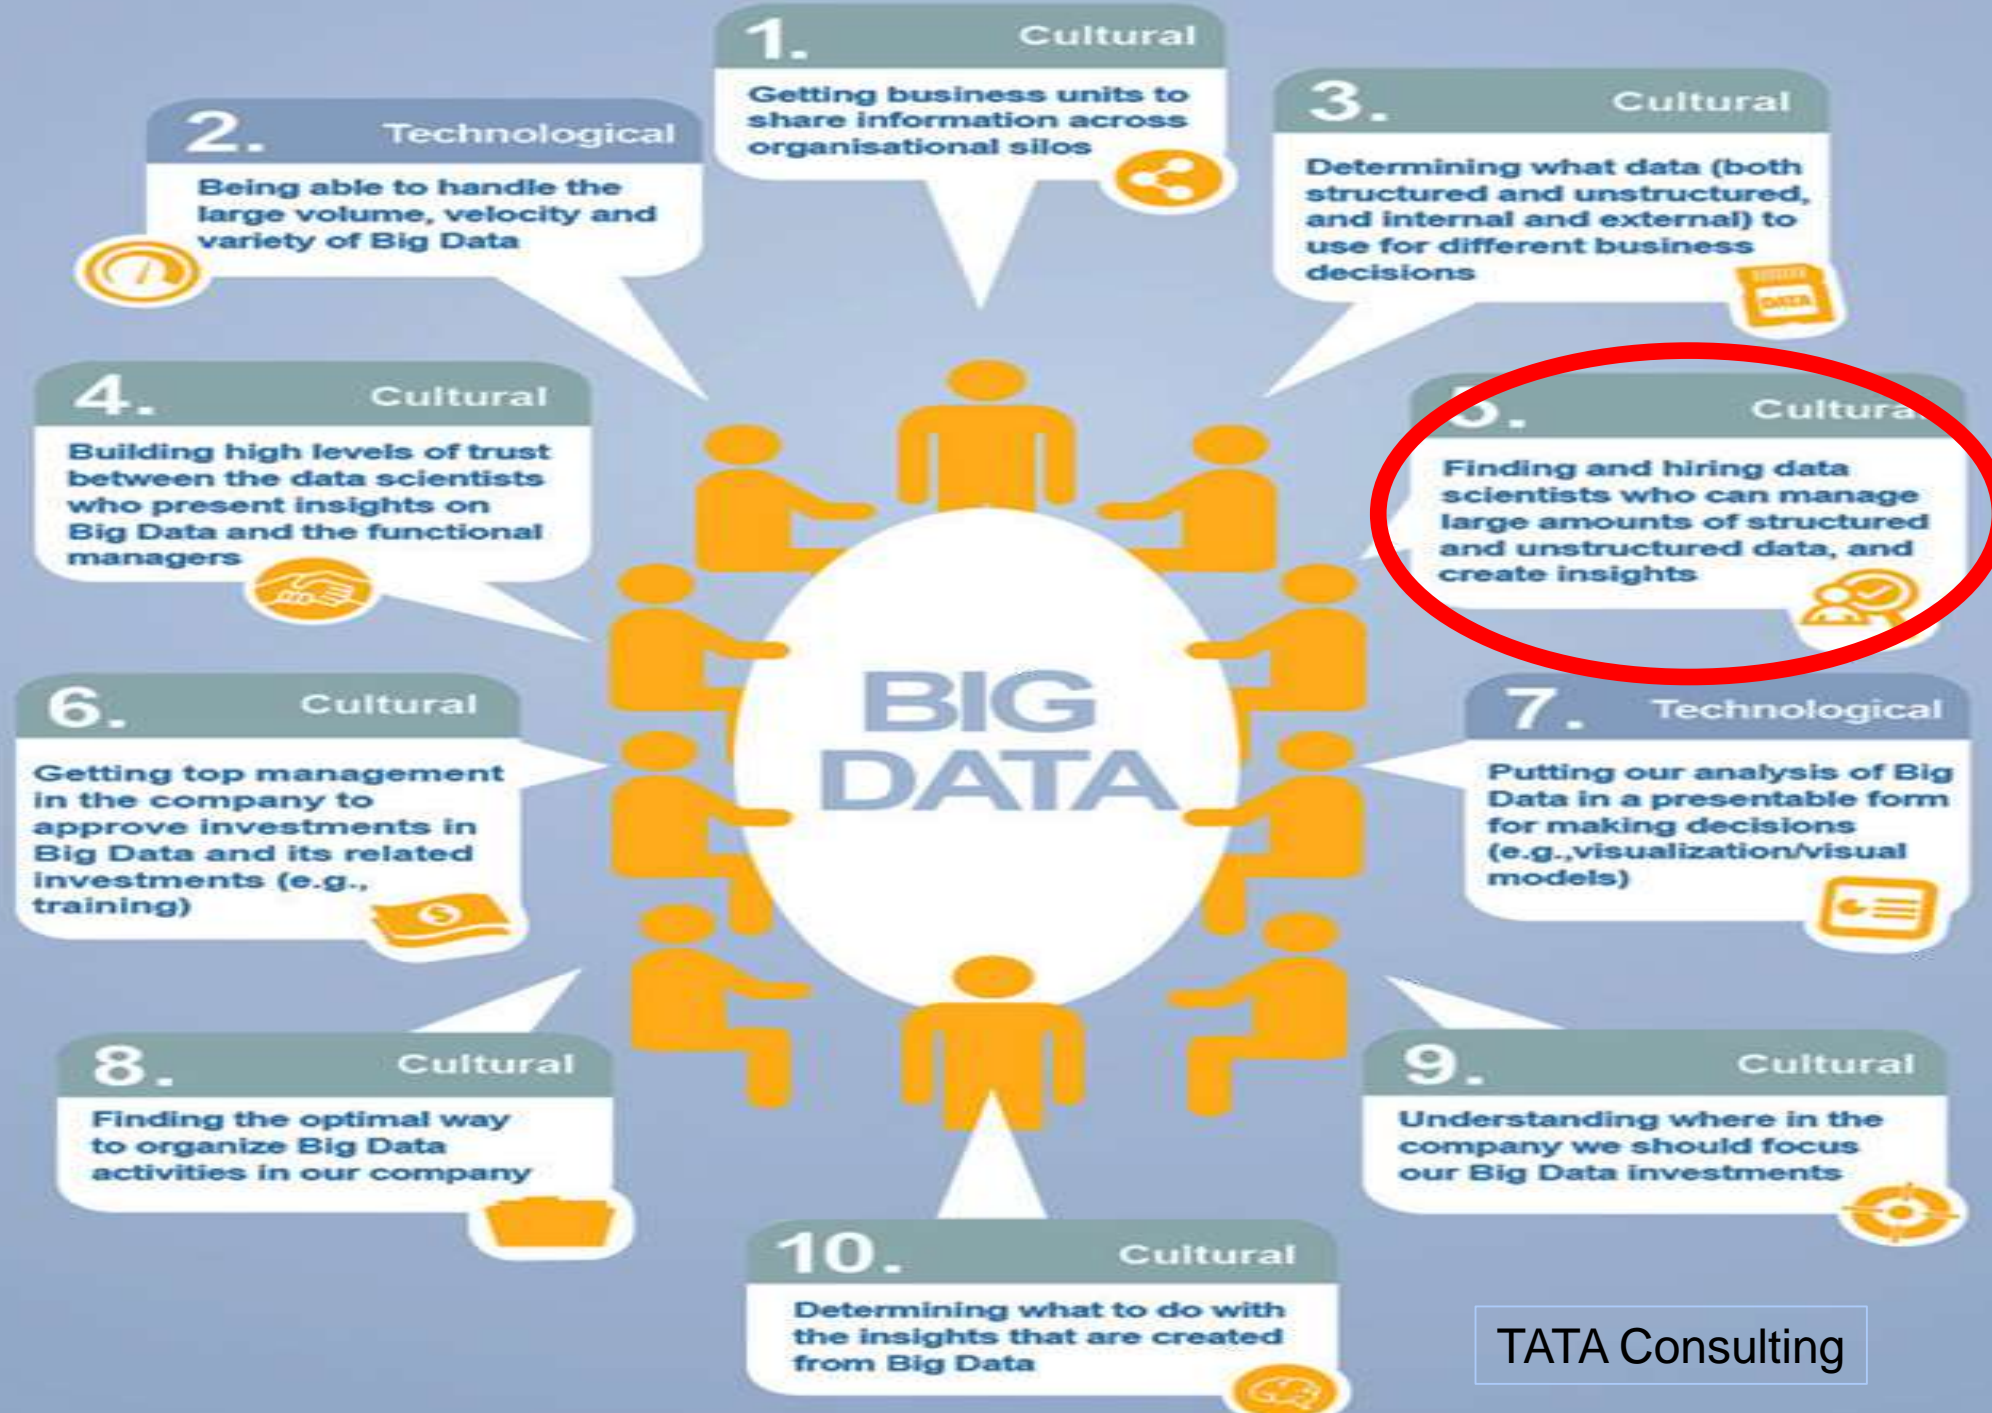 1. Cultural
Getting business units to
share information across
organisational silos
2. Technological
Being able to handle the
large volume, velocity and
variety of Big Data
3. Cultural
Determining what data (both
structured and unstructured,
and internal and external) to
use for different business
decisions
DATA
4. Cultural
Building high levels of trust
between the data scientists
who present insights on
Big Data and the functional
managers
5. Cultural
Finding and hiring data
scientists who can manage
large amounts of structured
and unstructured data, and
create insights
BIG
DATA
6. Cultural
Getting top management
in the company to
approve investments in
Big Data and its related
investments (e.g.,
training)
$
7. Technological
Putting our analysis of Big
Data in a presentable form
for making decisions
(e.g.,visualization/visual
models)
8. Cultural
Finding the optimal way
to organize Big Data
activities in our company
9. Cultural
Understanding where in the
company we should focus
our Big Data investments
10. Cultural
Determining what to do with
the insights that are created
from Big Data
TATA Consulting